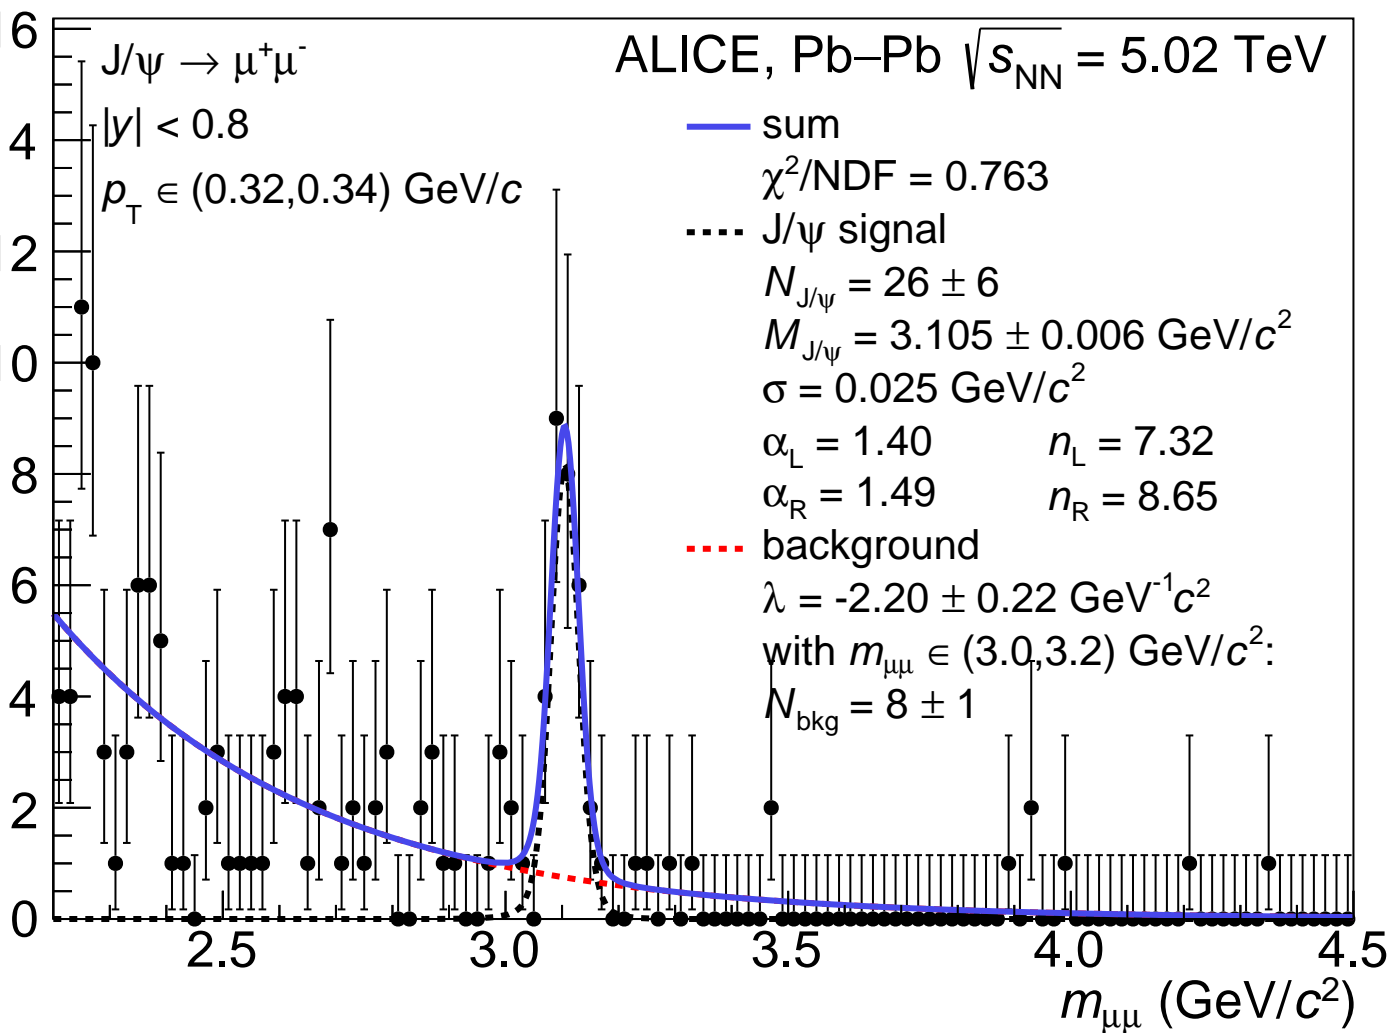 J/ψ → μ⁺μ⁻
|y| < 0.8
p_T ∈ (0.32,0.34) GeV/c
ALICE, Pb−Pb √s_NN = 5.02 TeV
sum
χ²/NDF = 0.763
J/ψ signal
N_J/ψ = 26 ± 6
M_J/ψ = 3.105 ± 0.006 GeV/c²
σ = 0.025 GeV/c²
α_L = 1.40 n_L = 7.32
α_R = 1.49 n_R = 8.65
background
λ = -2.20 ± 0.22 GeV⁻¹c²
with m_μμ ∈ (3.0,3.2) GeV/c²:
N_bkg = 8 ± 1
16
4
2
0
8
6
4
2
0
2.5 3.0 3.5 4.0 4.5
m_μμ (GeV/c²)